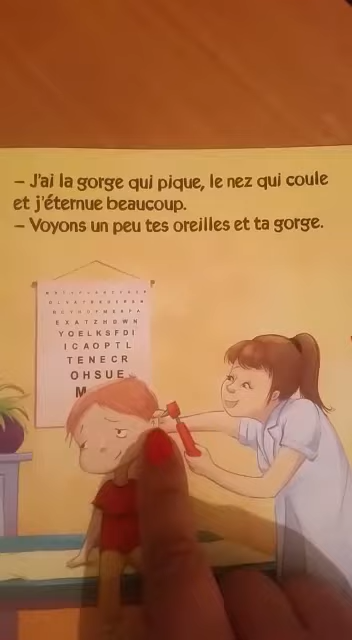 – J'ai la gorge qui pique, le nez qui coule
et j'éternue beaucoup.
– Voyons un peu tes oreilles et ta gorge.
EXATZHDWN
YOELKSFDI
ICAOPTL
TENECR
OHSUE
M